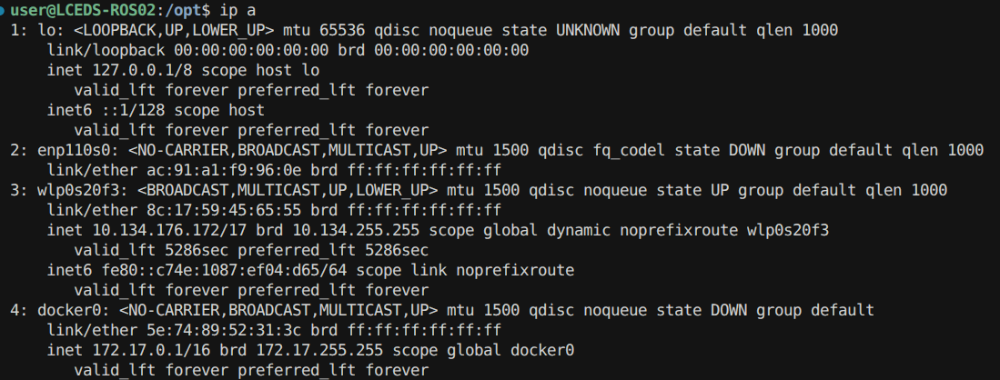 user@LCEDS-ROS02:/opt$ ip a
1: lo: <LOOPBACK,UP,LOWER_UP> mtu 65536 qdisc noqueue state UNKNOWN group default qlen 1000
    link/loopback 00:00:00:00:00:00 brd 00:00:00:00:00:00
    inet 127.0.0.1/8 scope host lo
       valid_lft forever preferred_lft forever
    inet6 ::1/128 scope host
       valid_lft forever preferred_lft forever
2: enp110s0: <NO-CARRIER,BROADCAST,MULTICAST,UP> mtu 1500 qdisc fq_codel state DOWN group default qlen 1000
    link/ether ac:91:a1:f9:96:0e brd ff:ff:ff:ff:ff:ff
3: wlp0s20f3: <BROADCAST,MULTICAST,UP,LOWER_UP> mtu 1500 qdisc noqueue state UP group default qlen 1000
    link/ether 8c:17:59:45:65:55 brd ff:ff:ff:ff:ff:ff
    inet 10.134.176.172/17 brd 10.134.255.255 scope global dynamic noprefixroute wlp0s20f3
       valid_lft 5286sec preferred_lft 5286sec
    inet6 fe80::c74e:1087:ef04:d65/64 scope link noprefixroute
       valid_lft forever preferred_lft forever
4: docker0: <NO-CARRIER,BROADCAST,MULTICAST,UP> mtu 1500 qdisc noqueue state DOWN group default
    link/ether 5e:74:89:52:31:3c brd ff:ff:ff:ff:ff:ff
    inet 172.17.0.1/16 brd 172.17.255.255 scope global docker0
       valid_lft forever preferred_lft forever